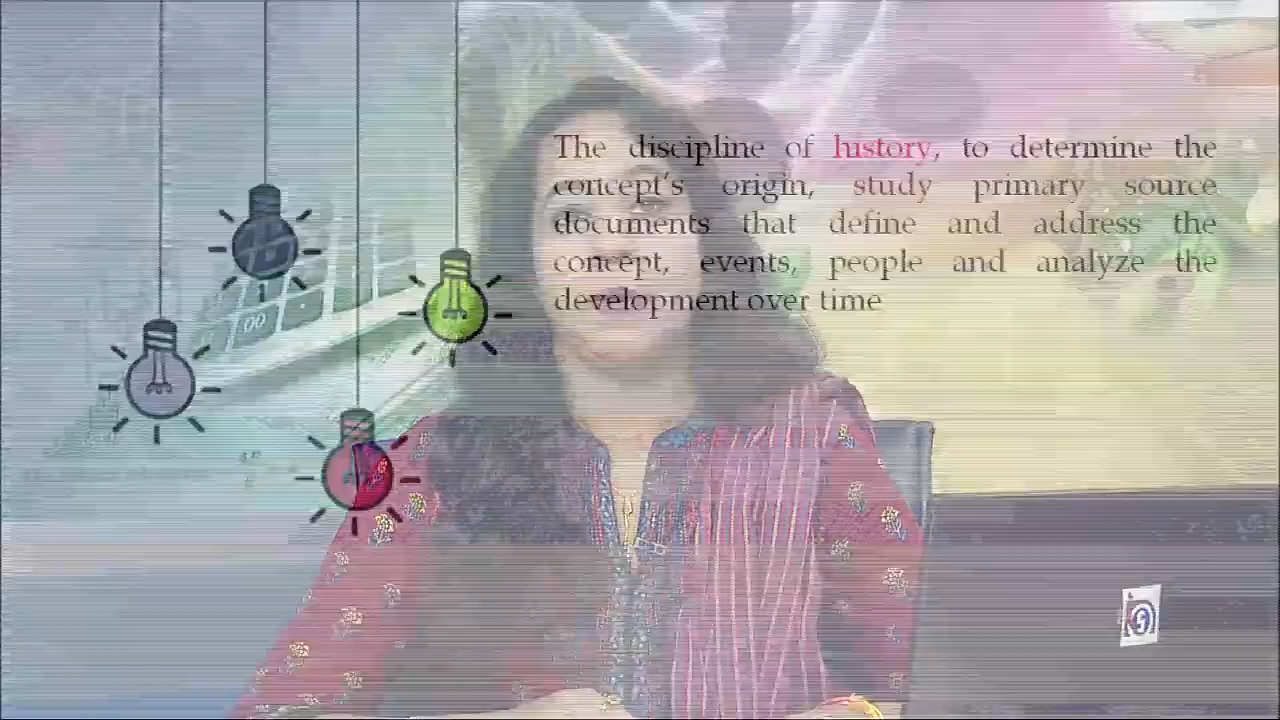 The discipline of history, to determine the
concept's origin, study primary source
documents that define and address the
concept, events, people and analyze the
development over time